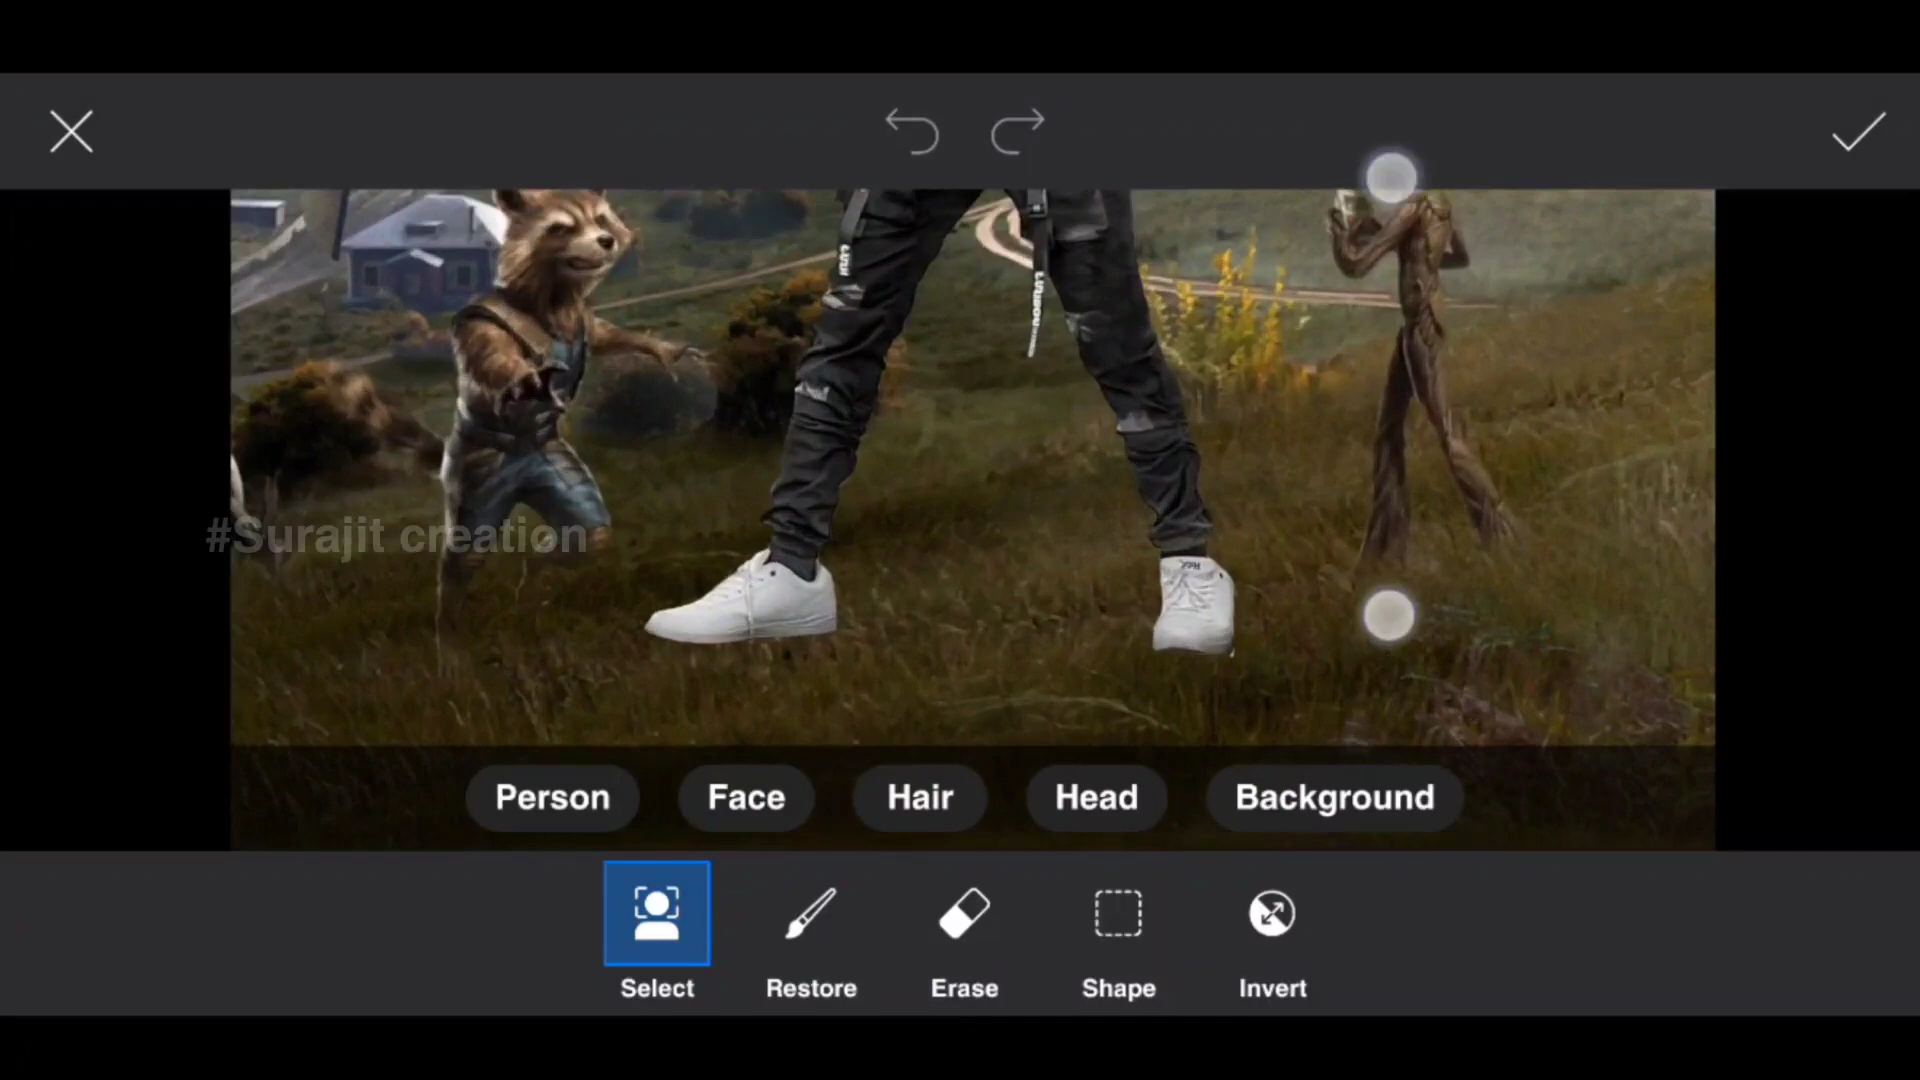 #Surajit creation
Person Face Hair Head Background
Select Restore Erase Shape Invert